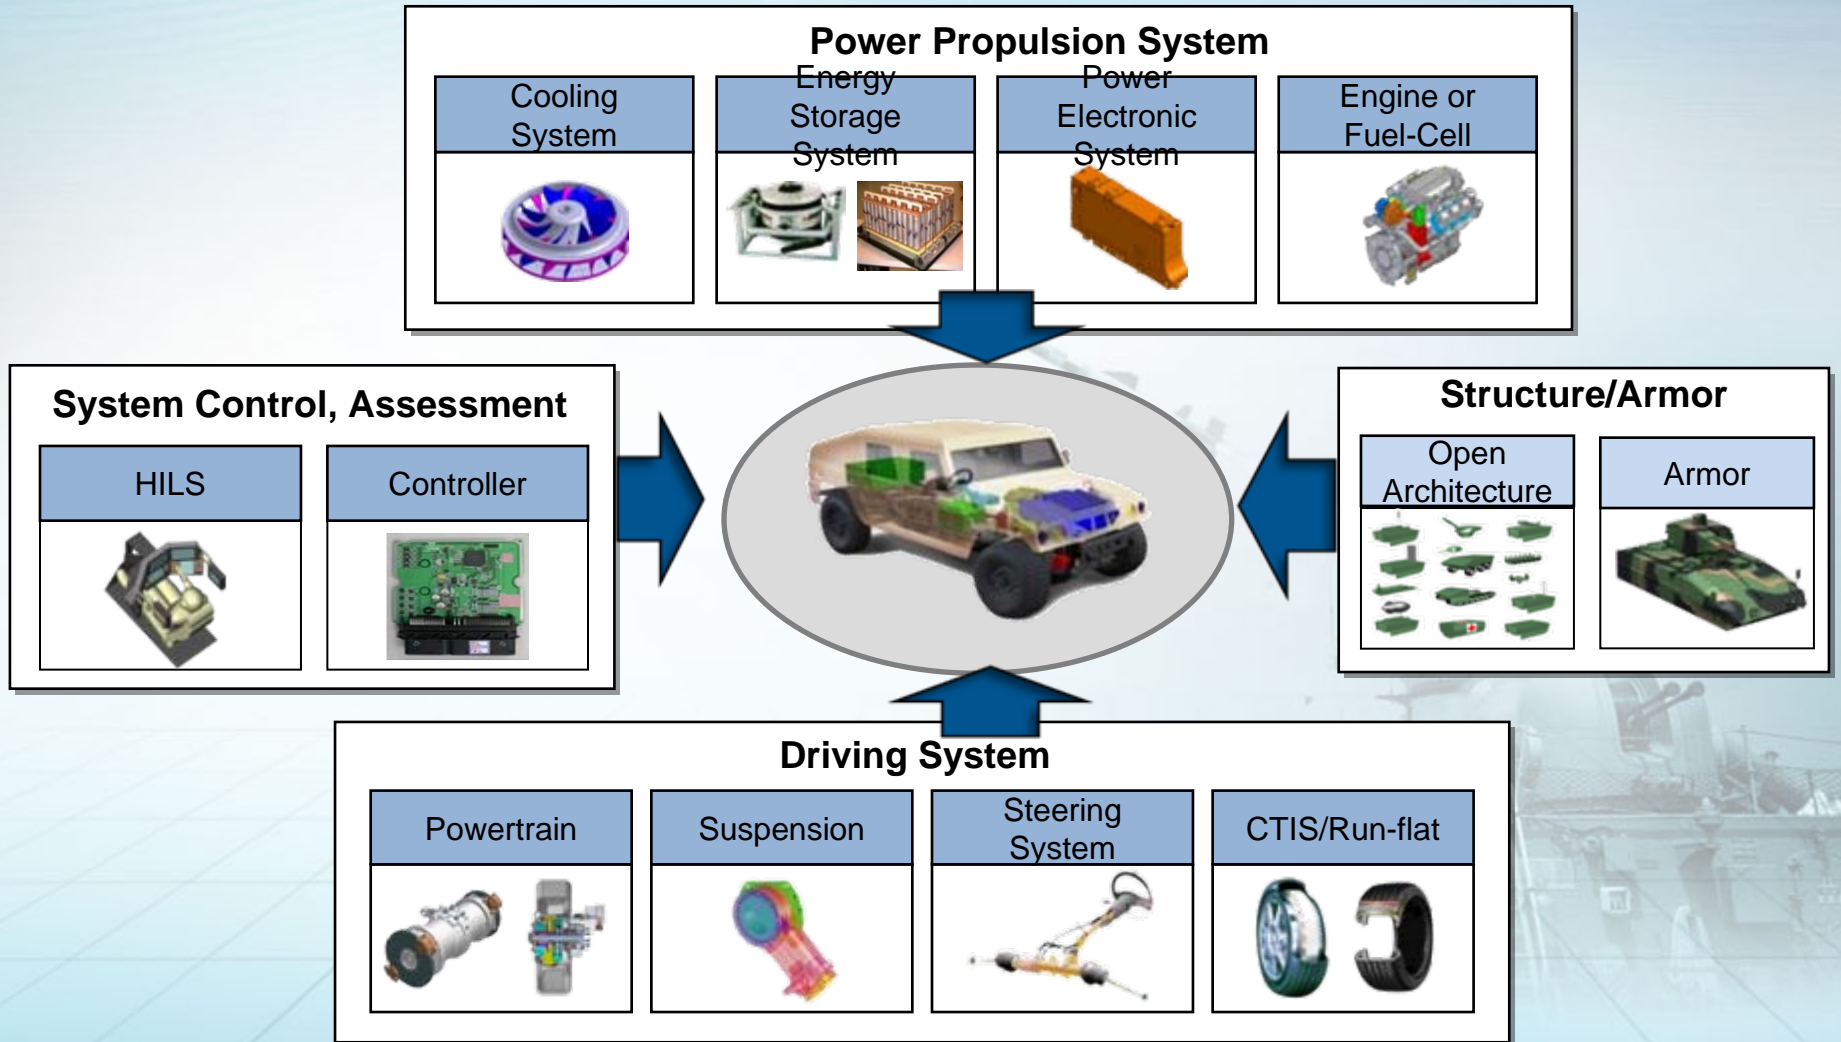 Power Propulsion System
Cooling
System
Energy
Storage
System
Power
Electronic
System
Engine or
Fuel-Cell
System Control, Assessment
HILS
Controller
Structure/Armor
Open
Architecture
Armor
Driving System
Powertrain
Suspension
Steering
System
CTIS/Run-flat